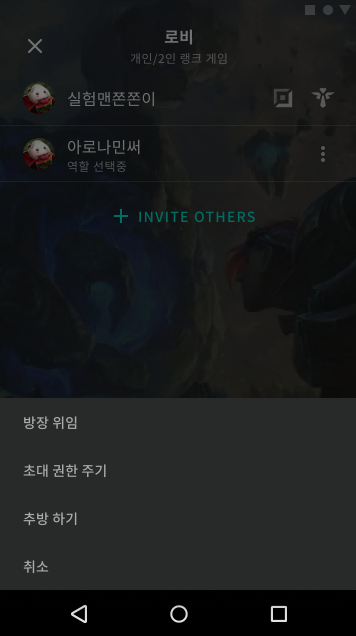 로비
개인/2인 랭크 게임
실험맨쫀쫀이
아로나민써
역할 선택중
INVITE OTHERS
방장 위임
초대 권한 주기
추방 하기
취소